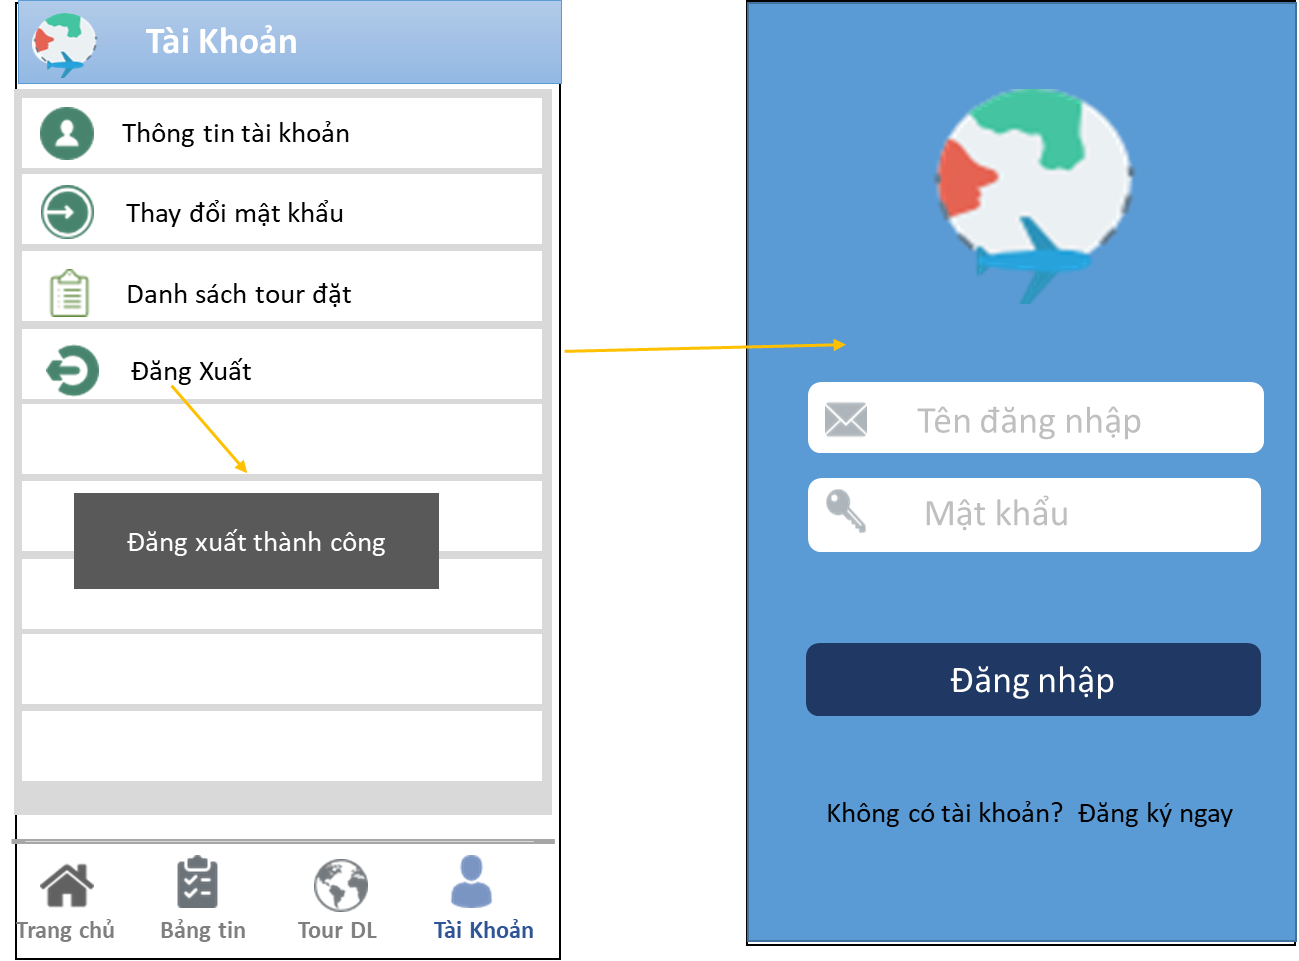 Tài Khoản
Thông tin tài khoản
Thay đổi mật khẩu
Danh sách tour đặt
Đăng Xuất
Đăng xuất thành công
Trang chủ
Bảng tin
Tour DL
Tài Khoản
Tên đăng nhập
Mật khẩu
Đăng nhập
Không có tài khoản? Đăng ký ngay